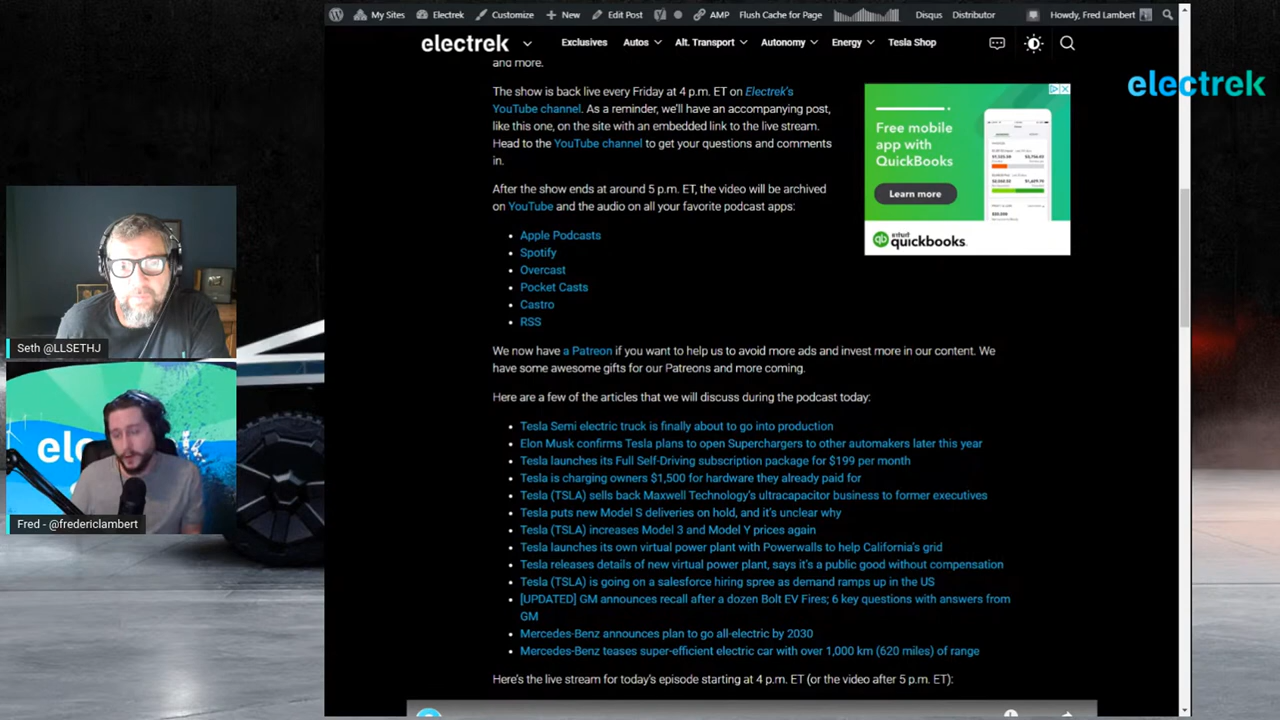 My Sites
Electrek
Customize
New
Edit Post
AMP
Flush Cache for Page
Disqus
Distributor
Howdy, Fred Lambert
electrek
Exclusives
Autos
Alt. Transport
Autonomy
Energy
Tesla Shop
electrek
and more.
The show is back live every Friday at 4 p.m. ET on Electrek's
YouTube channel. As a reminder, we'll have an accompanying post,
like this one, on the site with an embedded link to the live stream.
Head to the YouTube channel to get your questions and comments
in.
After the show ends at around 5 p.m. ET, the video will be archived
on YouTube and the audio on all your favorite podcast apps:
Apple Podcasts
Spotify
Overcast
Pocket Casts
Castro
RSS
Free mobile
app with
QuickBooks
Learn more
quickbooks.
We now have a Patreon if you want to help us to avoid more ads and invest more in our content. We
have some awesome gifts for our Patreons and more coming.
Here are a few of the articles that we will discuss during the podcast today:
Tesla Semi electric truck is finally about to go into production
Elon Musk confirms Tesla plans to open Superchargers to other automakers later this year
Tesla launches its Full Self-Driving subscription package for $199 per month
Tesla is charging owners $1,500 for hardware they already paid for
Tesla (TSLA) sells back Maxwell Technology's ultracapacitor business to former executives
Tesla puts new Model S deliveries on hold, and it's unclear why
Tesla (TSLA) increases Model 3 and Model Y prices again
Tesla launches its own virtual power plant with Powerwalls to help California's grid
Tesla releases details of new virtual power plant, says it's a public good without compensation
Tesla (TSLA) is going on a salesforce hiring spree as demand ramps up in the US
[UPDATED] GM announces recall after a dozen Bolt EV Fires; 6 key questions with answers from
GM
Mercedes-Benz announces plan to go all-electric by 2030
Mercedes-Benz teases super-efficient electric car with over 1,000 km (620 miles) of range
Here's the live stream for today's episode starting at 4 p.m. ET (or the video after 5 p.m. ET):
Seth @LLSETHJ
Fred - @fredericlambert